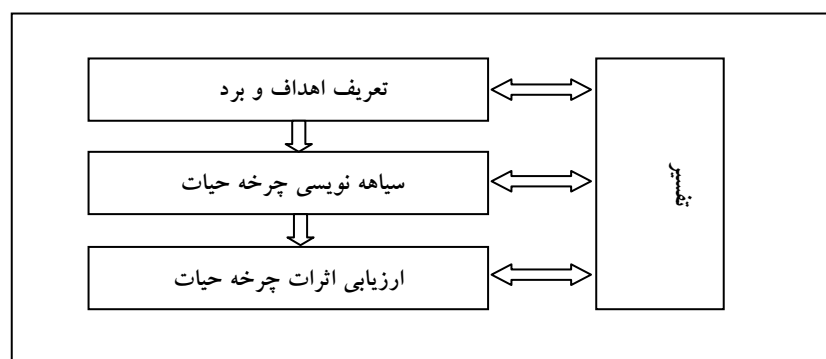 تعریف اهداف و برد
سیاهه نویسی چرخه حیات
ارزیابی اثرات چرخه حیات
تفسیر